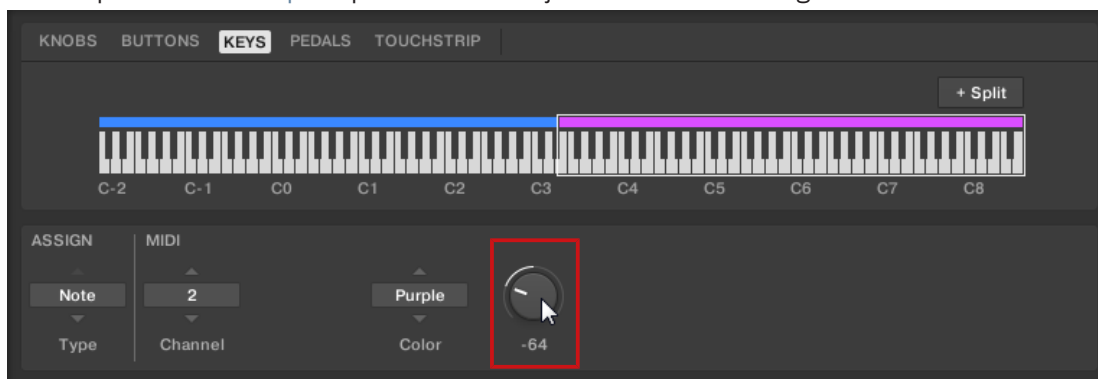 KNOBS BUTTONS KEYS PEDALS TOUCHSTRIP
+ Split
C-2 C-1 C0 C1 C2 C3 C4 C5 C6 C7 C8
ASSIGN MIDI
Note 2 Purple
Type Channel Color -64